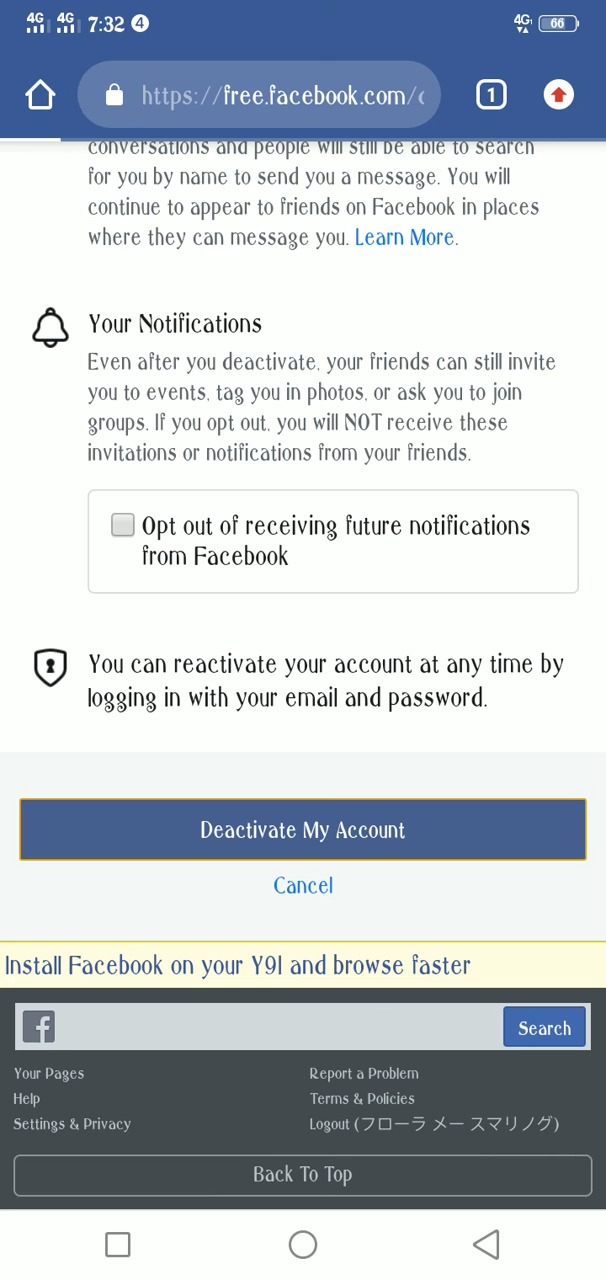 4G 4G 7:32 4 4G 66
https://free.facebook.com/
1
conversations and people will still be able to search
for you by name to send you a message. You will
continue to appear to friends on Facebook in places
where they can message you. Learn More.
Your Notifications
Even after you deactivate, your friends can still invite
you to events, tag you in photos, or ask you to join
groups. If you opt out, you will NOT receive these
invitations or notifications from your friends.
Opt out of receiving future notifications
from Facebook
You can reactivate your account at any time by
logging in with your email and password.
Deactivate My Account
Cancel
Install Facebook on your Y91 and browse faster
Search
Your Pages Report a Problem
Help Terms & Policies
Settings & Privacy Logout (フローラ メー スマリノグ)
Back To Top